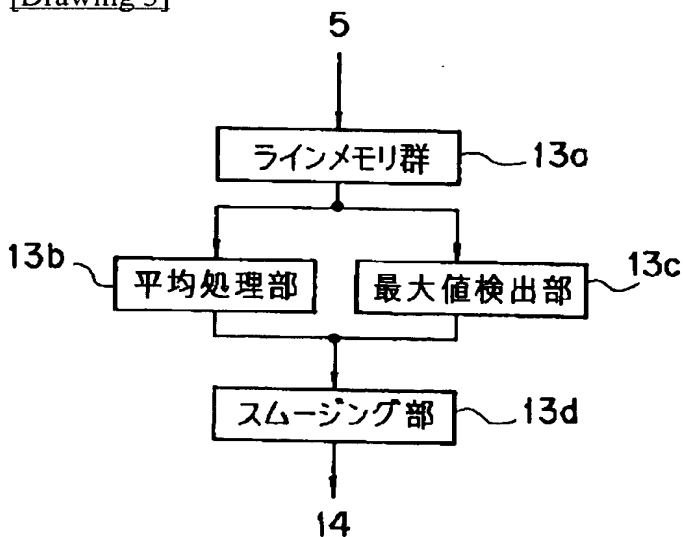 [Drawing 3]
5
ラインメモリ群
13a
13b
平均処理部
最大値検出部
13c
スムージング部
13d
14